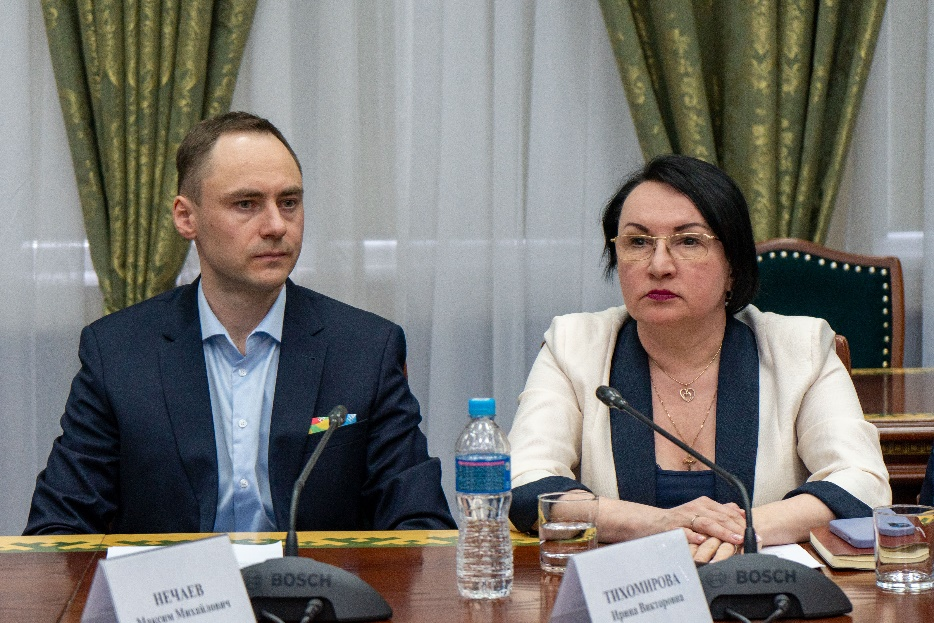 НЕЧАЕВ
Максим Михайлович
BOSCH
ТИХОМИРОВА
Ирина Викторовна
BOSCH